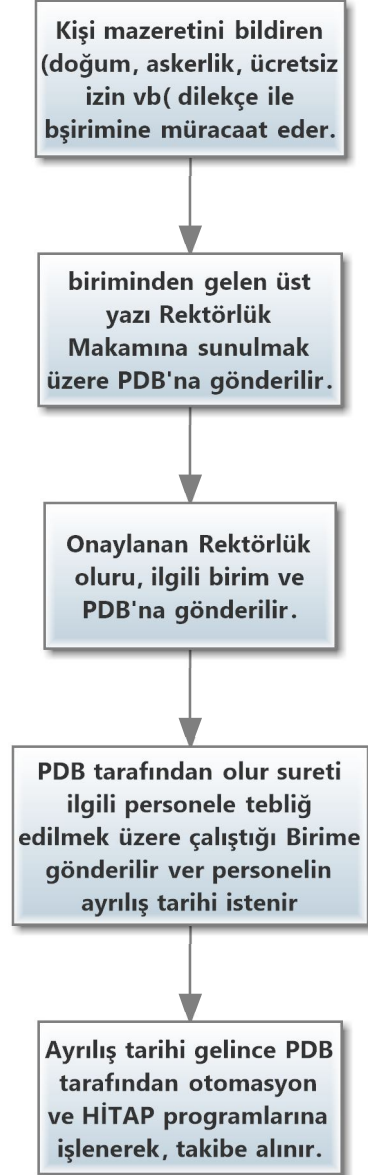 Kişi mazeretini bildiren
(doğum, askerlik, ücretsiz
izin vb( dilekçe ile
bşirimine müracaat eder.
biriminden gelen üst
yazı Rektörlük
Makamına sunulmak
üzere PDB'na gönderilir.
Onaylanan Rektörlük
oluru, ilgili birim ve
PDB'na gönderilir.
PDB tarafından olur sureti
ilgili personele tebliğ
edilmek üzere çalıştığı Birime
gönderilir ver personelin
ayrılış tarihi istenir
Ayrılış tarihi gelince PDB
tarafından otomasyon
ve HİTAP programlarına
işlenerek, takibe alınır.